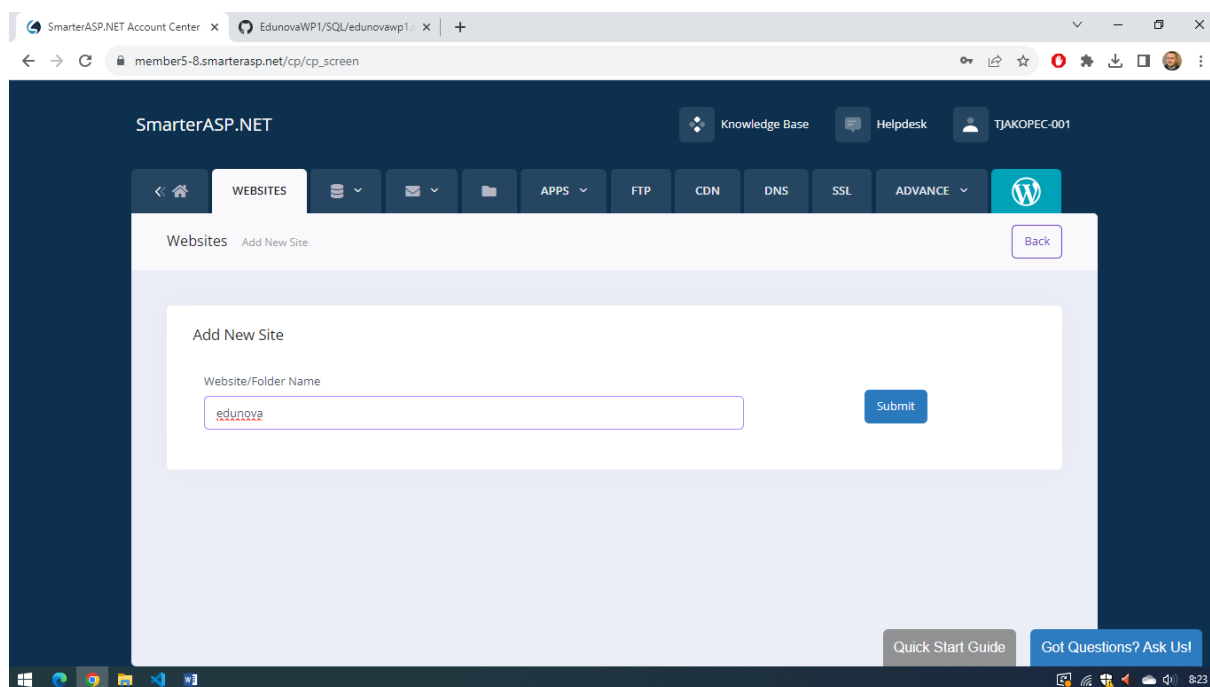 SmarterASP.NET Account Center
EdunovaWP1/SQL/edunovawp1.s
member5-8.smarterasp.net/cp/cp_screen
SmarterASP.NET
Knowledge Base
Helpdesk
TJAKOPEC-001
WEBSITES
APPS
FTP
CDN
DNS
SSL
ADVANCE
Websites Add New Site
Back
Add New Site
Website/Folder Name
edunova
Submit
Quick Start Guide
Got Questions? Ask Us!
8:23